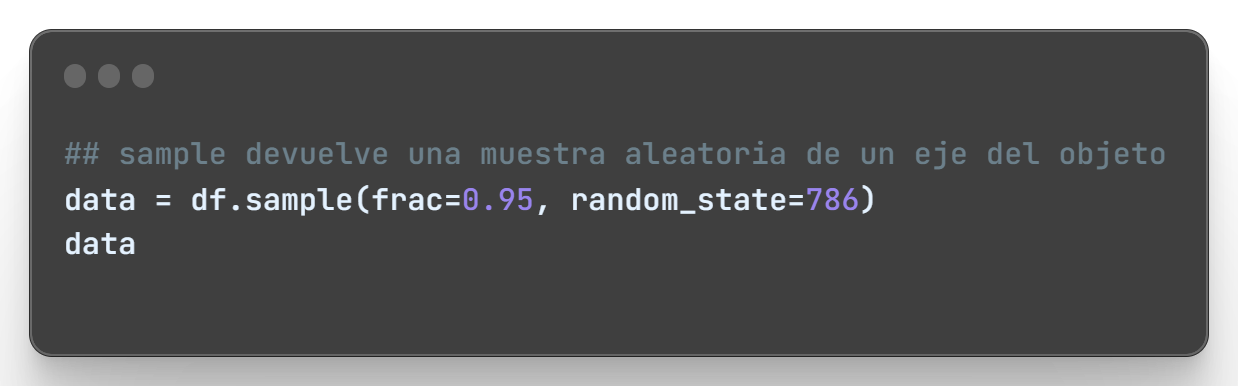 ## sample devuelve una muestra aleatoria de un eje del objeto
data = df.sample(frac=0.95, random_state=786)
data